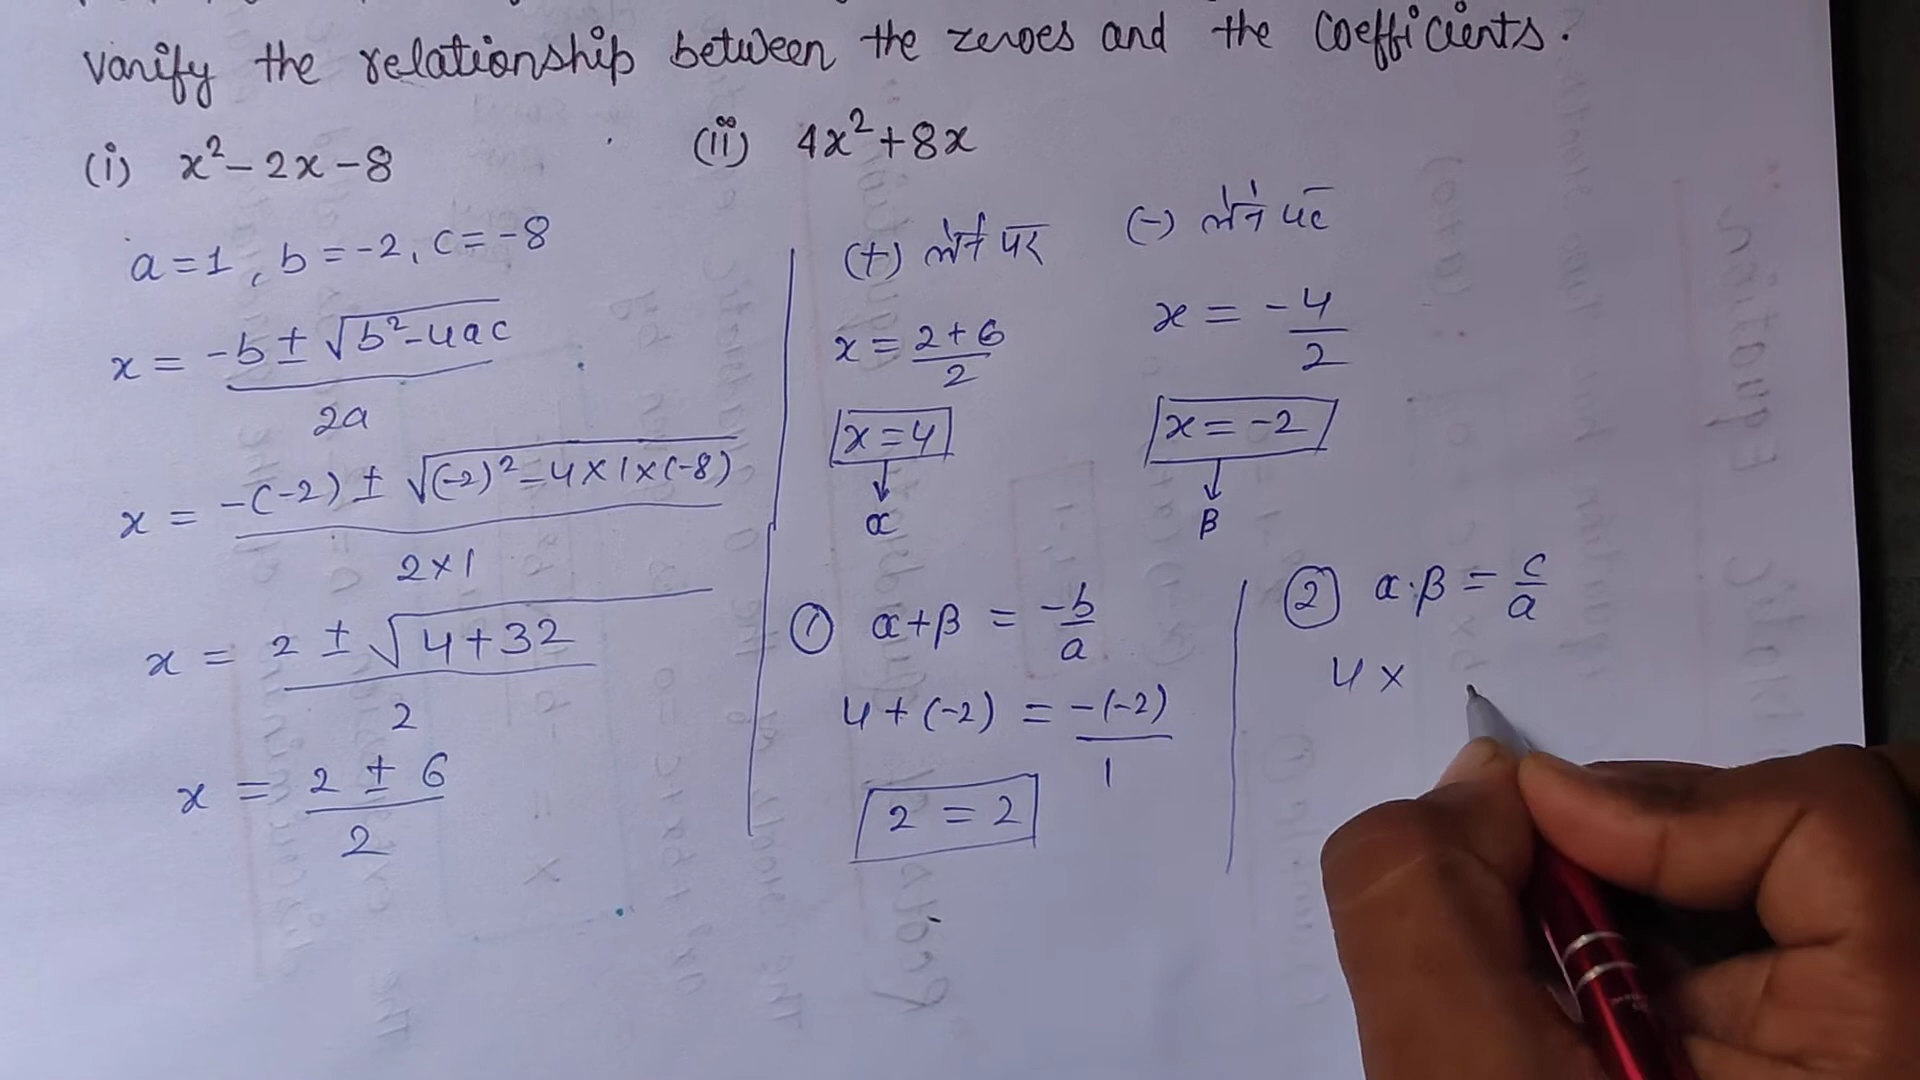 varify the relationship between the zeroes and the coefficients.
(i) x² - 2x - 8
(ii) 4x² + 8x
a = 1, b = -2, c = -8
x = -b ± √b² - 4ac
2a
x = -(-2) ± √(-2)² - 4 × 1 × (-8)
2×1
x = 2 ± √4+32
2
x = 2 ± 6
2
(+) लेने पर
x = 2+6
2
x = 4
↓
α
(-) लेने पर
x = -4
2
x = -2
↓
β
① α+β = -b
a
4 + (-2) = -(-2)
1
2 = 2
② α.β = c
a
4 ×